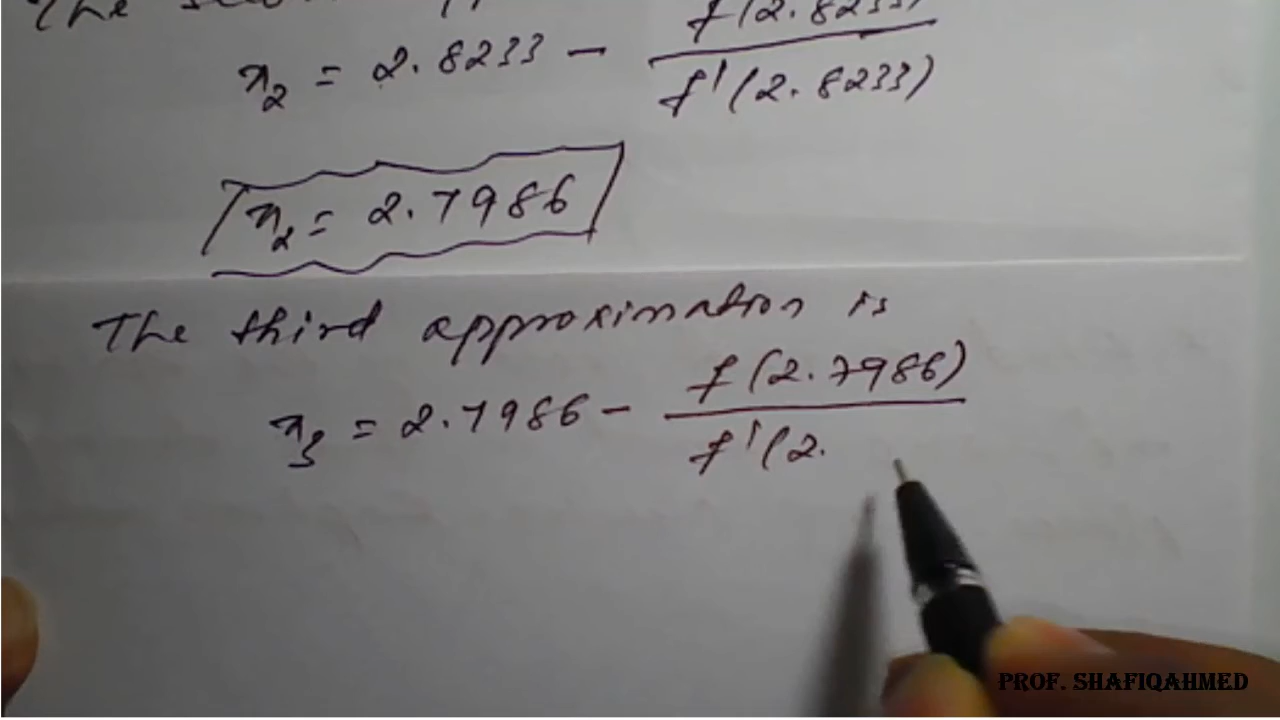 The
x₂ = 2.8233 - f(2.8233) / f'(2.8233)
x₂ = 2.7986
The third approximation is
x₃ = 2.7986 - f(2.7986) / f'(2.
PROF. SHAFIQAHMED